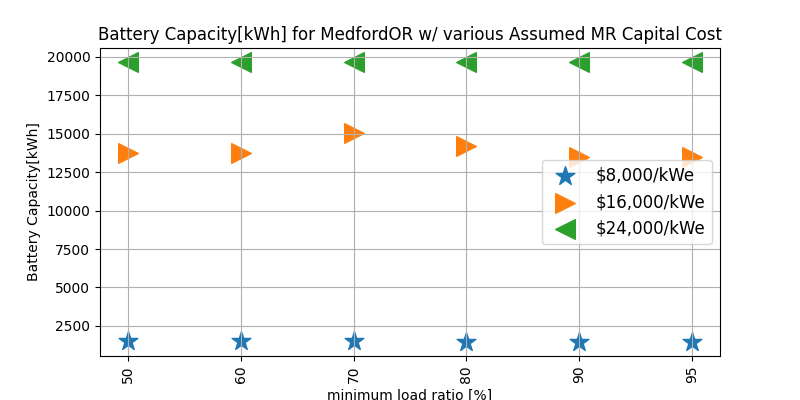 Battery Capacity[kWh] for MedfordOR w/ various Assumed MR Capital Cost
Battery Capacity[kWh]
20000
17500
15000
12500
10000
7500
5000
2500
$8,000/kWe
$16,000/kWe
$24,000/kWe
50
60
70
80
90
95
minimum load ratio [%]